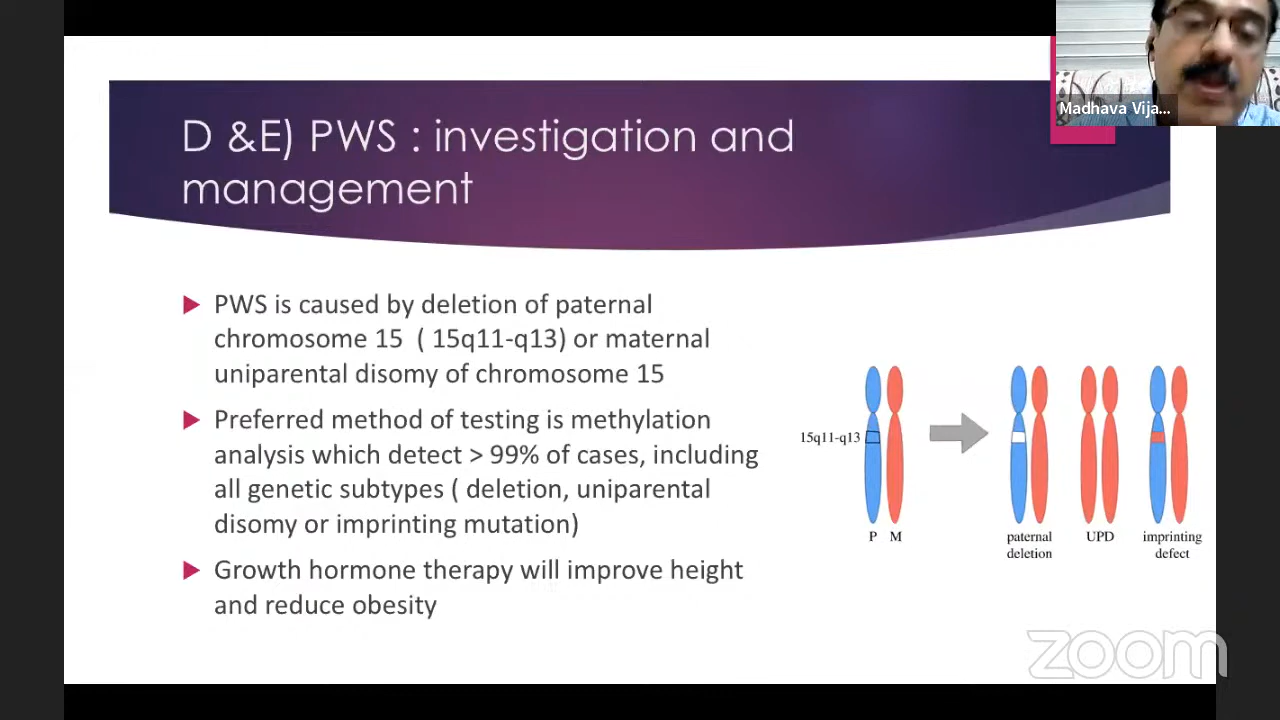 Madhava Vija...
D &E) PWS : investigation and
management
PWS is caused by deletion of paternal
chromosome 15 ( 15q11-q13) or maternal
uniparental disomy of chromosome 15
Preferred method of testing is methylation
analysis which detect > 99% of cases, including
all genetic subtypes ( deletion, uniparental
disomy or imprinting mutation)
Growth hormone therapy will improve height
and reduce obesity
15q11-q13
P M
paternal
deletion
UPD
imprinting
defect
zoom